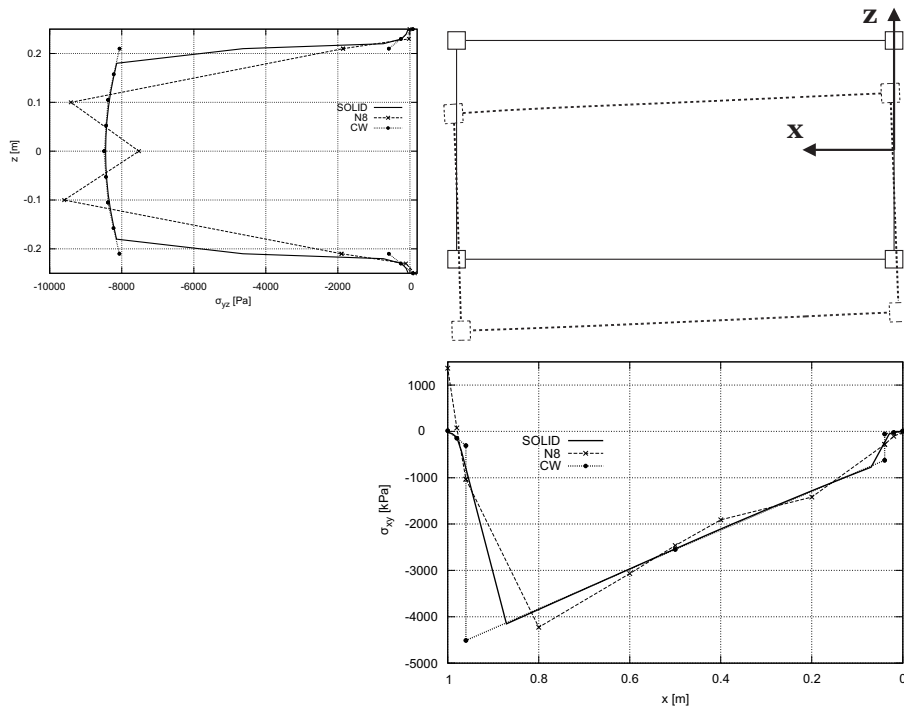 0.2
0.1
0
-0.1
-0.2
z [m]
SOLID
N8
CW
-10000 -8000 -6000 -4000 -2000 0
σyz [Pa]
z
x
1000
0
-1000
-2000
-3000
-4000
-5000
σxy [kPa]
SOLID
N8
CW
1 0.8 0.6 0.4 0.2 0
x [m]